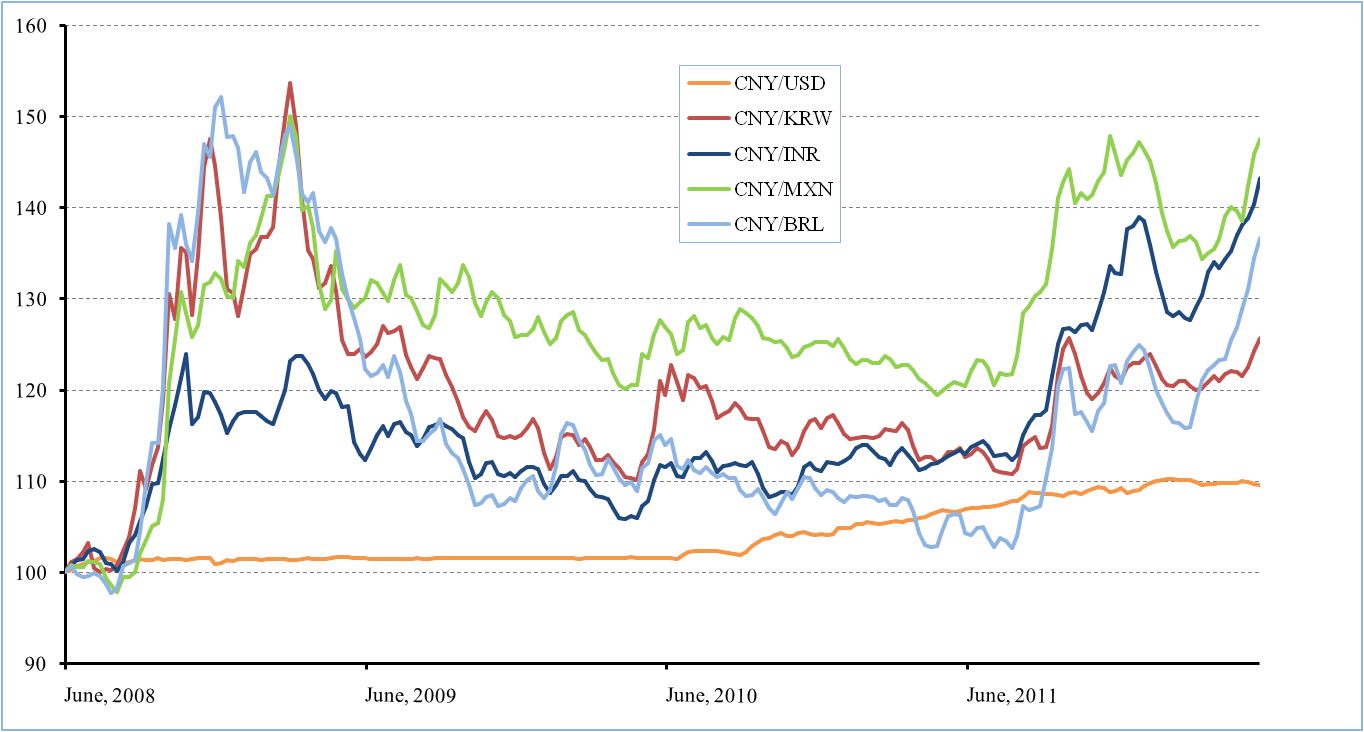 160
150
140
130
120
110
100
90
CNY/USD
CNY/KRW
CNY/INR
CNY/MXN
CNY/BRL
June, 2008
June, 2009
June, 2010
June, 2011